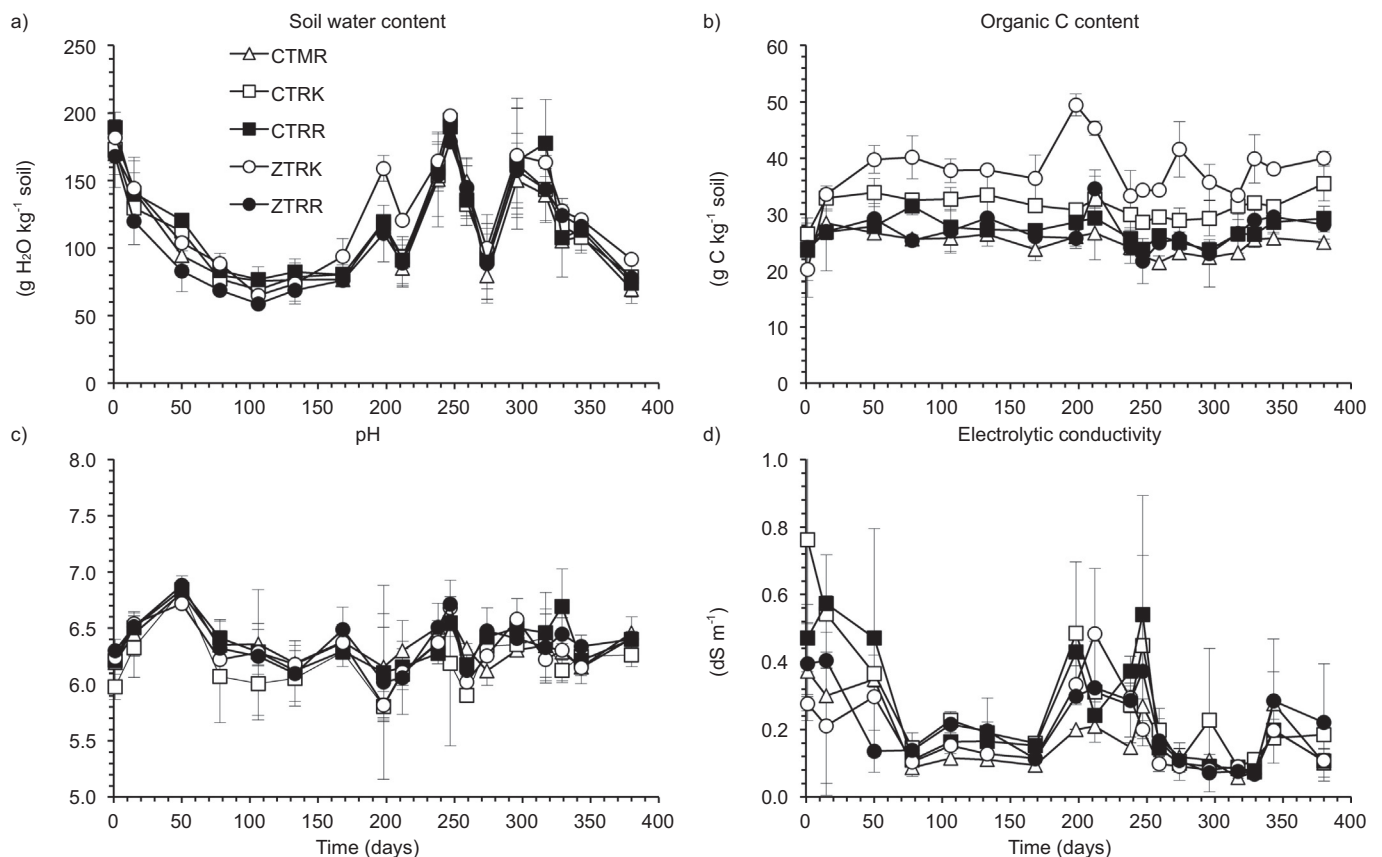 a) Soil water content
250
200
150
100
50
0
(g H₂O kg⁻¹ soil)
CTMR
CTRK
CTRR
ZTRK
ZTRR
0 50 100 150 200 250 300 350 400
b) Organic C content
60
50
40
30
20
10
0
(g C kg⁻¹ soil)
0 50 100 150 200 250 300 350 400
c) pH
8.0
7.5
7.0
6.5
6.0
5.5
5.0
0 50 100 150 200 250 300 350 400
Time (days)
d) Electrolytic conductivity
1.0
0.8
0.6
0.4
0.2
0.0
(dS m⁻¹)
0 50 100 150 200 250 300 350 400
Time (days)